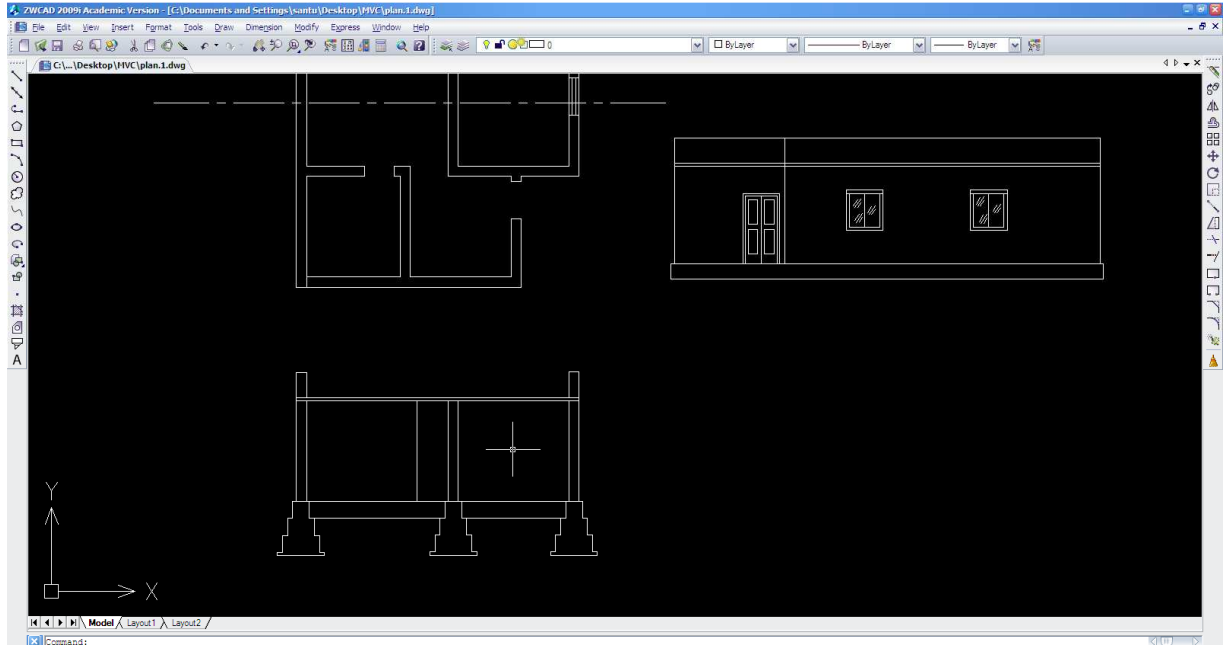 ZWCAD 2009i Academic Version - [C:\Documents and Settings\santu\Desktop\MVC\plan.1.dwg]
File Edit View Insert Format Tools Draw Dimension Modify Express Window Help
0 ByLayer ByLayer ByLayer
C:\...\Desktop\MVC\plan.1.dwg
A
Y
X
Model Layout1 Layout2
Command: